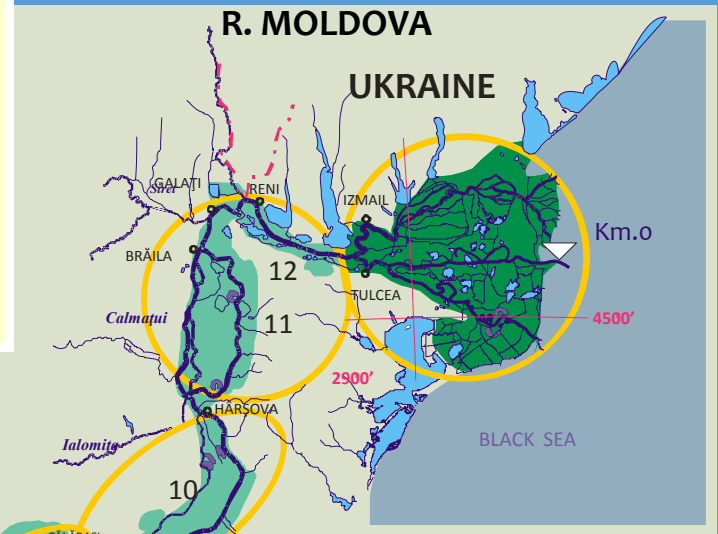 R. MOLDOVA
UKRAINE
GALAȚI
Siret
RENI
IZMAIL
Km.o
BRĂILA
12
TULCEA
Calmațui
11
4500’
2900’
HÂRȘOVA
BLACK SEA
Ialomița
10